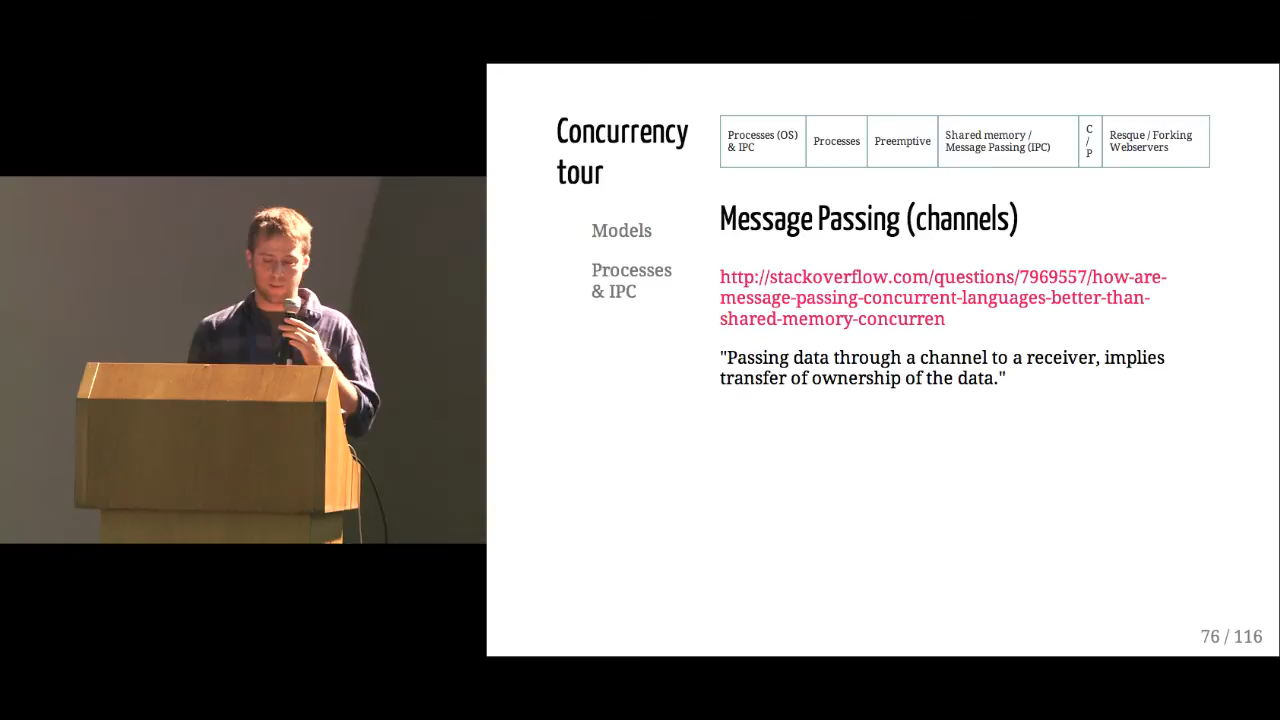 Concurrency
tour
Models
Processes
& IPC
Processes (OS)
& IPC
Processes
Preemptive
Shared memory /
Message Passing (IPC)
C
/
P
Resque / Forking
Webservers
Message Passing (channels)
http://stackoverflow.com/questions/7969557/how-are-
message-passing-concurrent-languages-better-than-
shared-memory-concurren
"Passing data through a channel to a receiver, implies
transfer of ownership of the data."
76 / 116